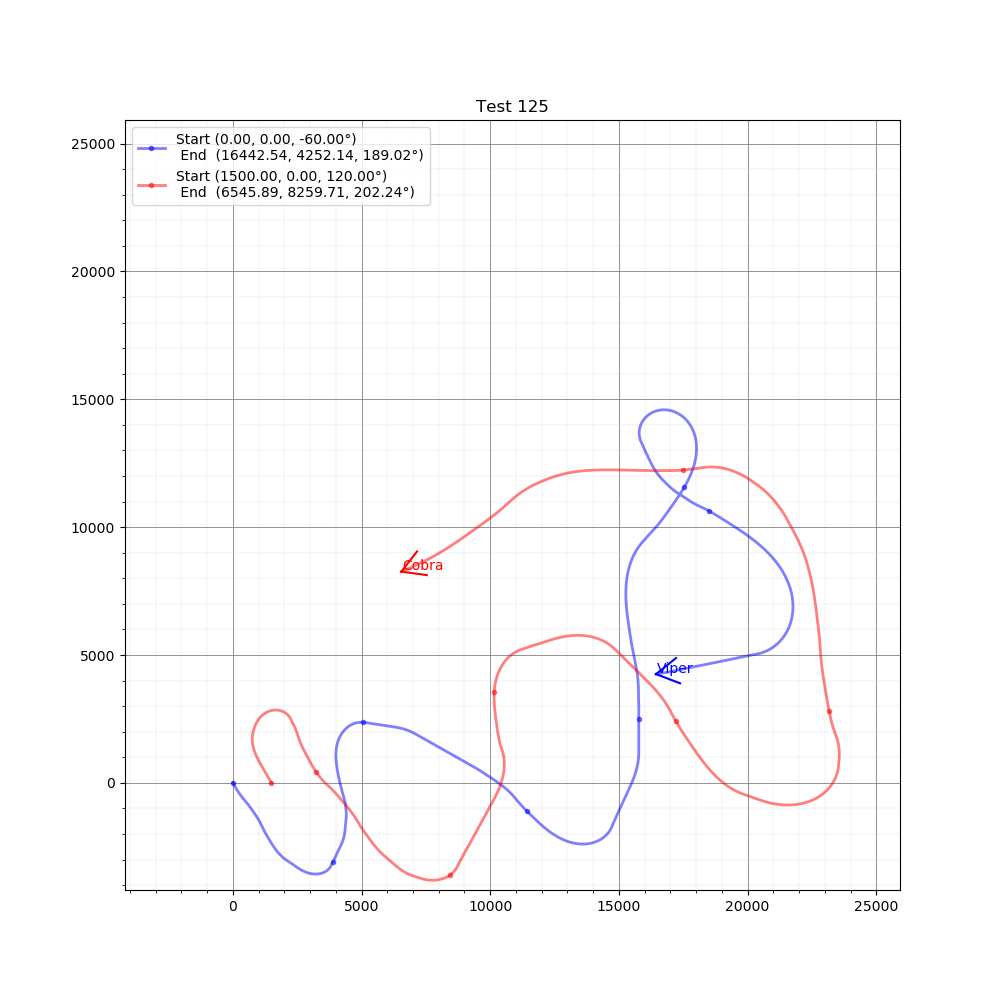 Test 125
Start (0.00, 0.00, -60.00°)
End (16442.54, 4252.14, 189.02°)
Start (1500.00, 0.00, 120.00°)
End (6545.89, 8259.71, 202.24°)
25000
20000
15000
10000
5000
0
Cobra
Viper
0 5000 10000 15000 20000 25000